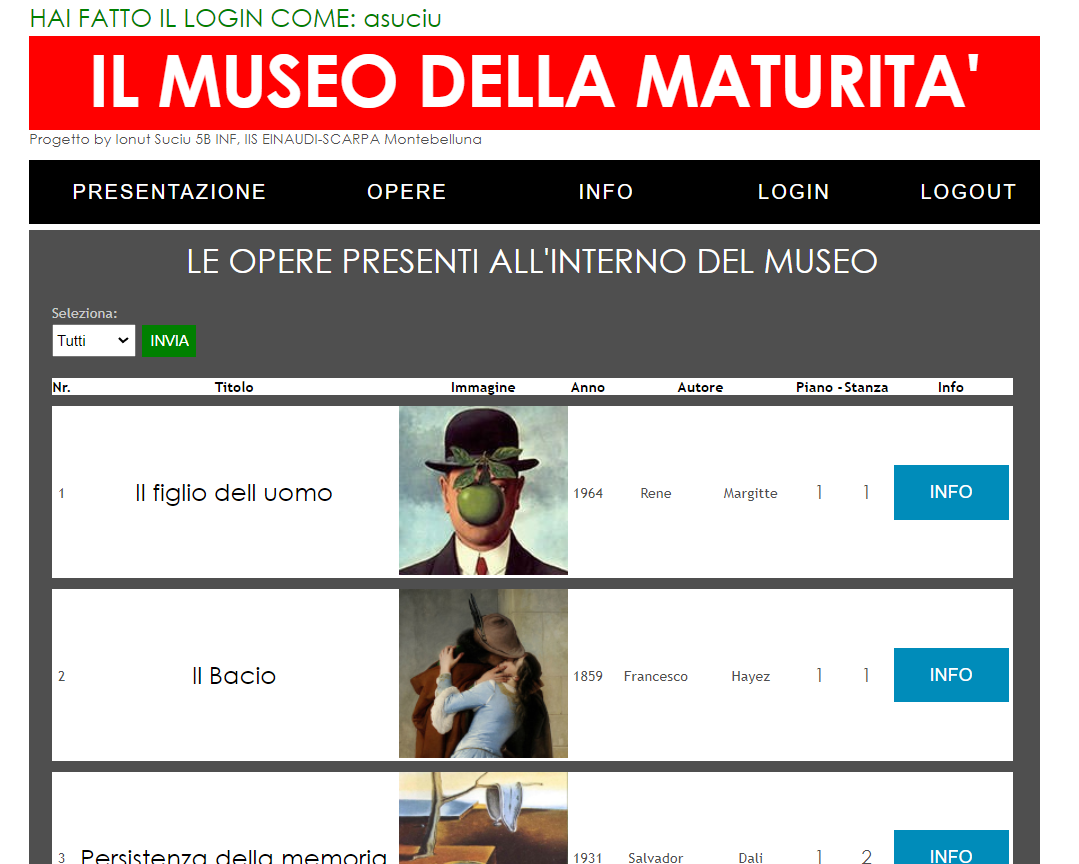 HAI FATTO IL LOGIN COME: asuciu
IL MUSEO DELLA MATURITA'
Progetto by Ionut Suciu 5B INF, IIS EINAUDI-SCARPA Montebelluna
PRESENTAZIONE OPERE INFO LOGIN LOGOUT
LE OPERE PRESENTI ALL'INTERNO DEL MUSEO
Seleziona:
Tutti INVIA
Nr. Titolo Immagine Anno Autore Piano - Stanza Info
1 Il figlio dell uomo 1964 Rene Margitte 1 1 INFO
2 Il Bacio 1859 Francesco Hayez 1 1 INFO
3 Persistenza della memoria 1931 Salvador Dali 1 2 INFO